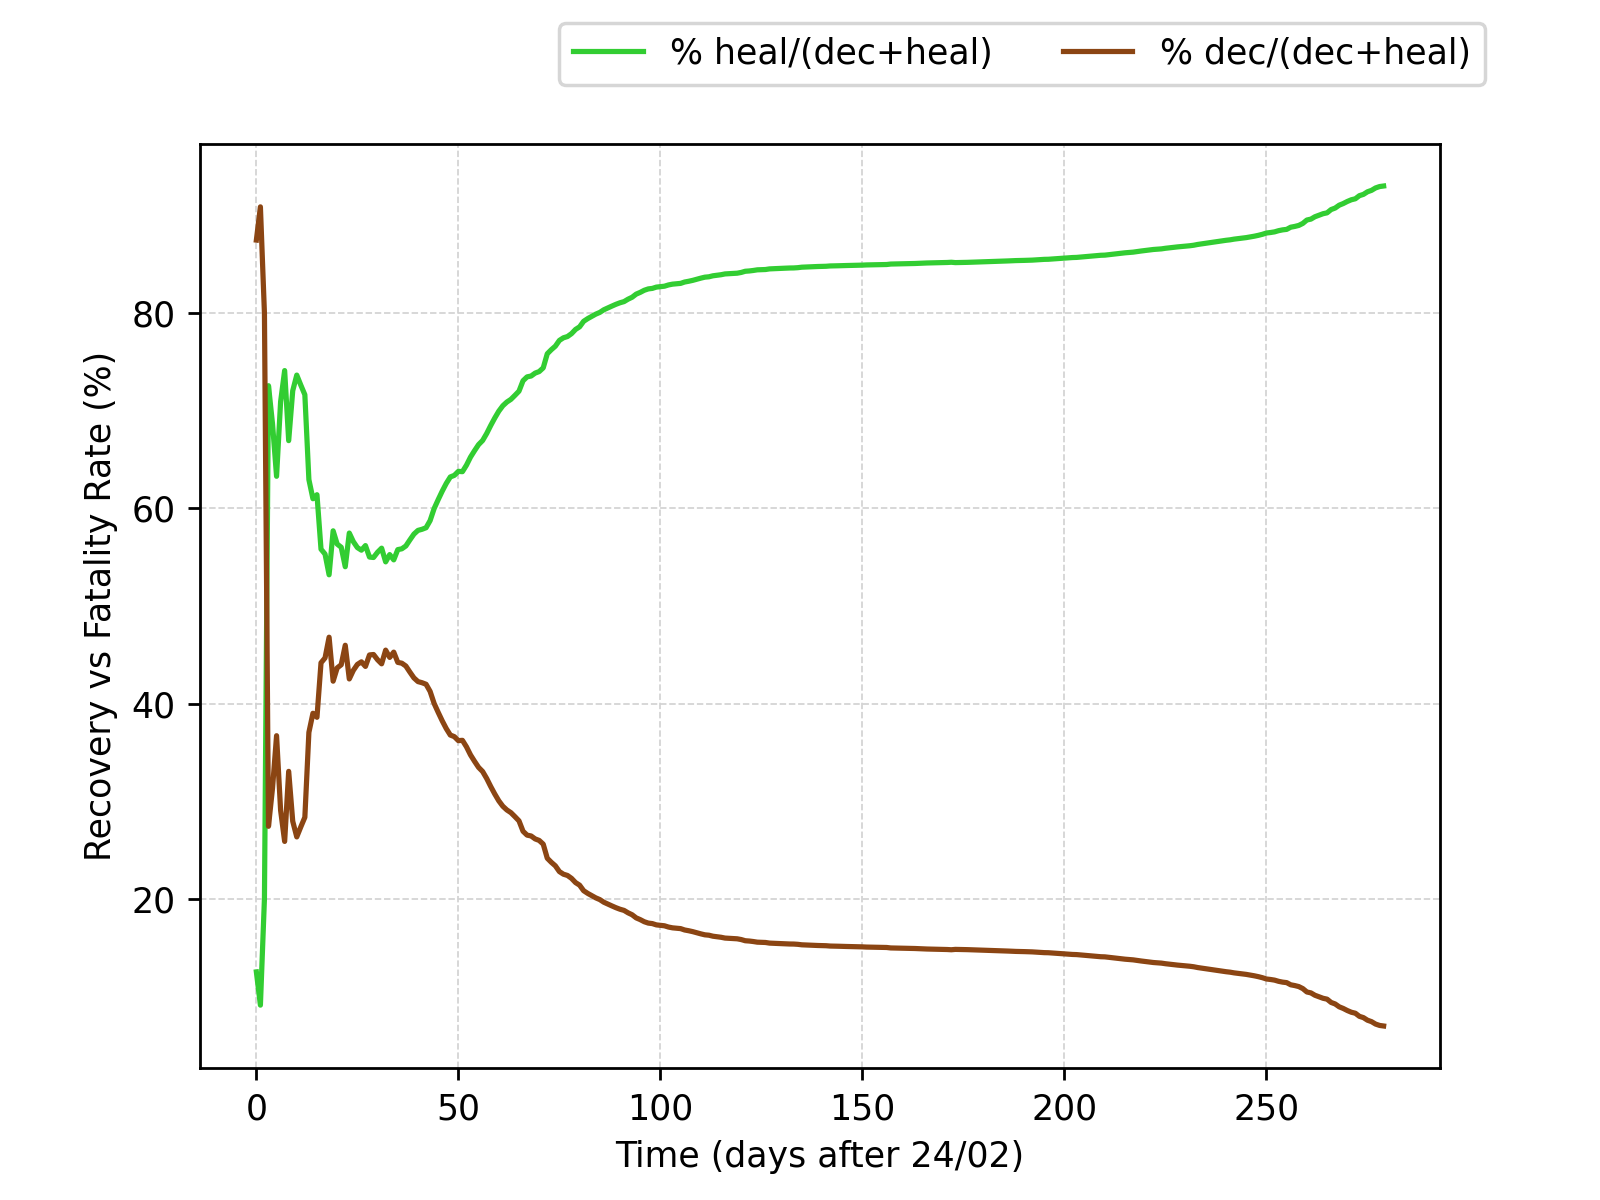 % heal/(dec+heal) % dec/(dec+heal)
Recovery vs Fatality Rate (%)
80
60
40
20
0 50 100 150 200 250
Time (days after 24/02)